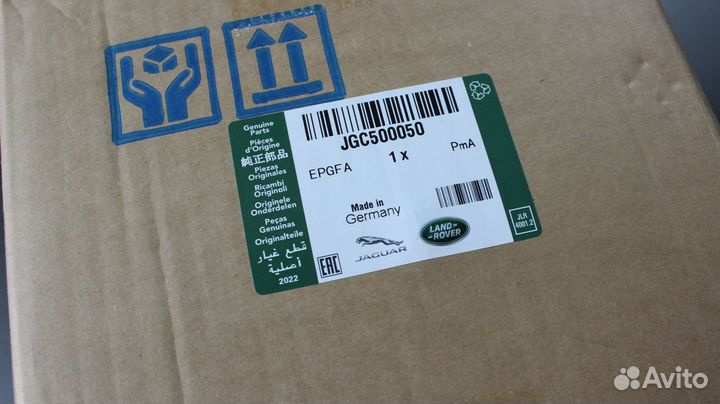 Genuine
Parts
Pièces
d'Origine
純正部品
Piezas
Originales
Ricambi
Originali
Originele
Onderdelen
Peças
Genuinas
Originalteile
قطع غيار
أصلية
2022
JGC500050
EPGFA
1 x
PmA
Made in
Germany
EAC
JAGUAR
LAND
ROVER
JLR
4001.2
Avito